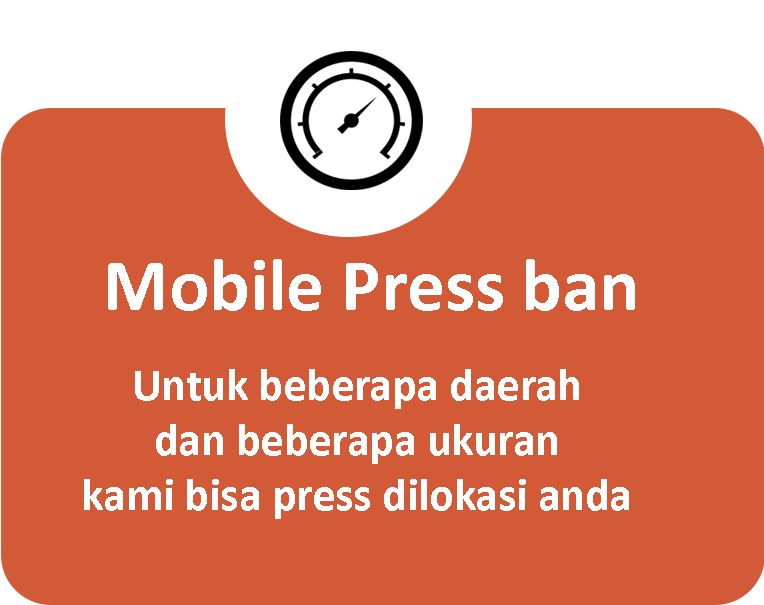 Mobile Press ban
Untuk beberapa daerah
dan beberapa ukuran
kami bisa press dilokasi anda